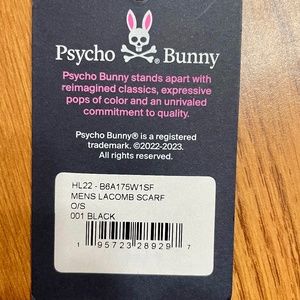 Psycho Bunny®
Psycho Bunny stands apart with
reimagined classics, expressive
pops of color and an unrivaled
commitment to quality.
Psycho Bunny® is a registered
trademark. ©2022-2023.
All rights reserved.
HL22 - B6A175W1SF
MENS LACOMB SCARF
O/S
001 BLACK
1 95723 28929 7